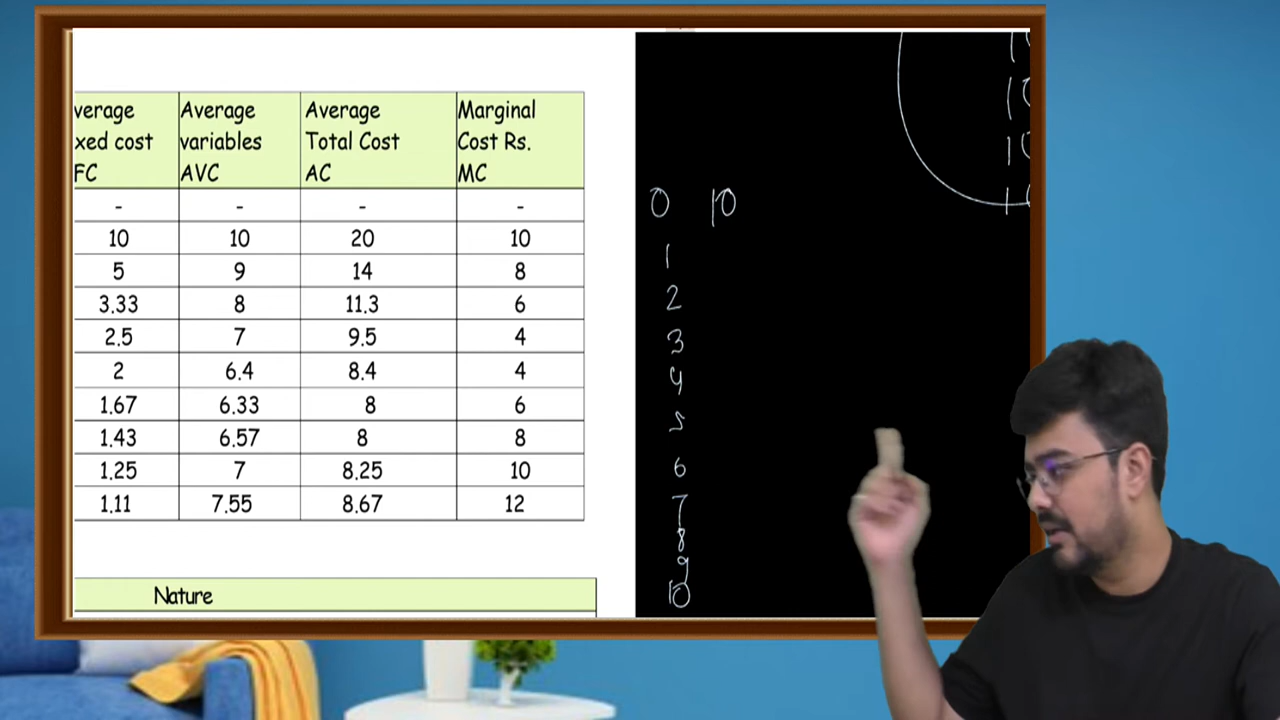 verage Average Average Marginal
xed cost variables Total Cost Cost Rs.
FC AVC AC MC
- - - -
10 10 20 10
5 9 14 8
3.33 8 11.3 6
2.5 7 9.5 4
2 6.4 8.4 4
1.67 6.33 8 6
1.43 6.57 8 8
1.25 7 8.25 10
1.11 7.55 8.67 12
Nature
10
10
10
0 10
1
2
3
4
5
6
7
8
9
10